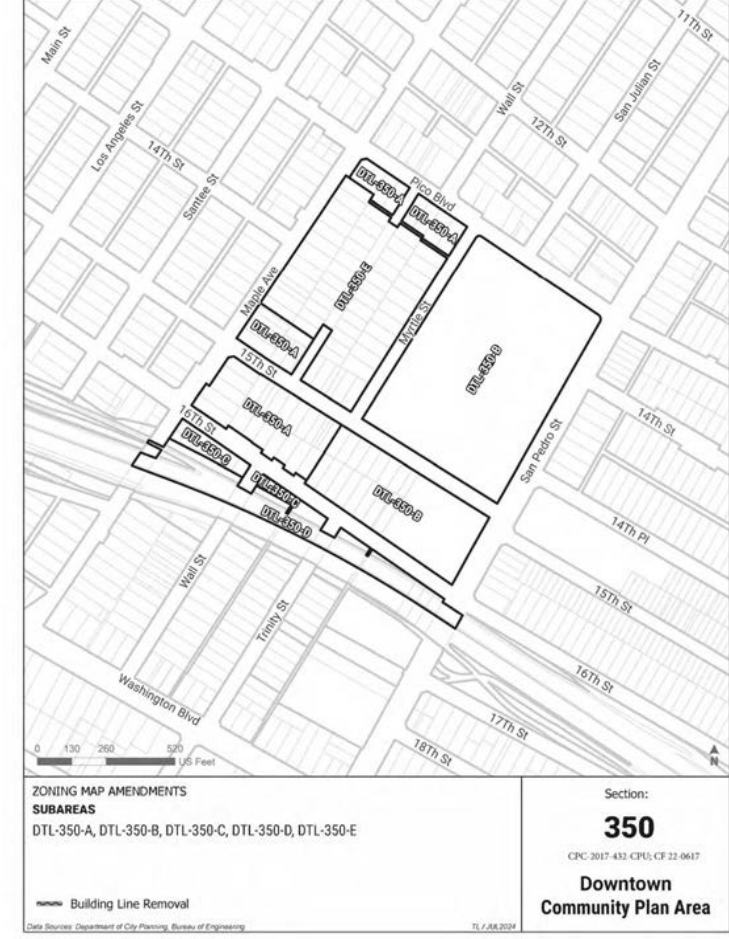 11Th St
Main St
San Julian St
Wall St
12Th St
Los Angeles St
14Th St
Santee St
Pico Blvd
DTL-350-A
DTL-350-A
DTL-350-E
Maple Ave
Myrtle St
DTL-350-A
DTL-350-B
15Th St
DTL-350-A
16Th St
14Th St
DTL-350-C
San Pedro St
DTL-350-C
DTL-350-B
DTL-350-D
14Th Pl
Wall St
15Th St
Trinity St
16Th St
Washington Blvd
17Th St
18Th St
0 130 260 520
US Feet
N
ZONING MAP AMENDMENTS
SUBAREAS
DTL-350-A, DTL-350-B, DTL-350-C, DTL-350-D, DTL-350-E
Building Line Removal
Data Sources: Department of City Planning, Bureau of Engineering
TL / JUL2024
Section:
350
CPC-2017-432-CPU; CF 22-0617
Downtown
Community Plan Area